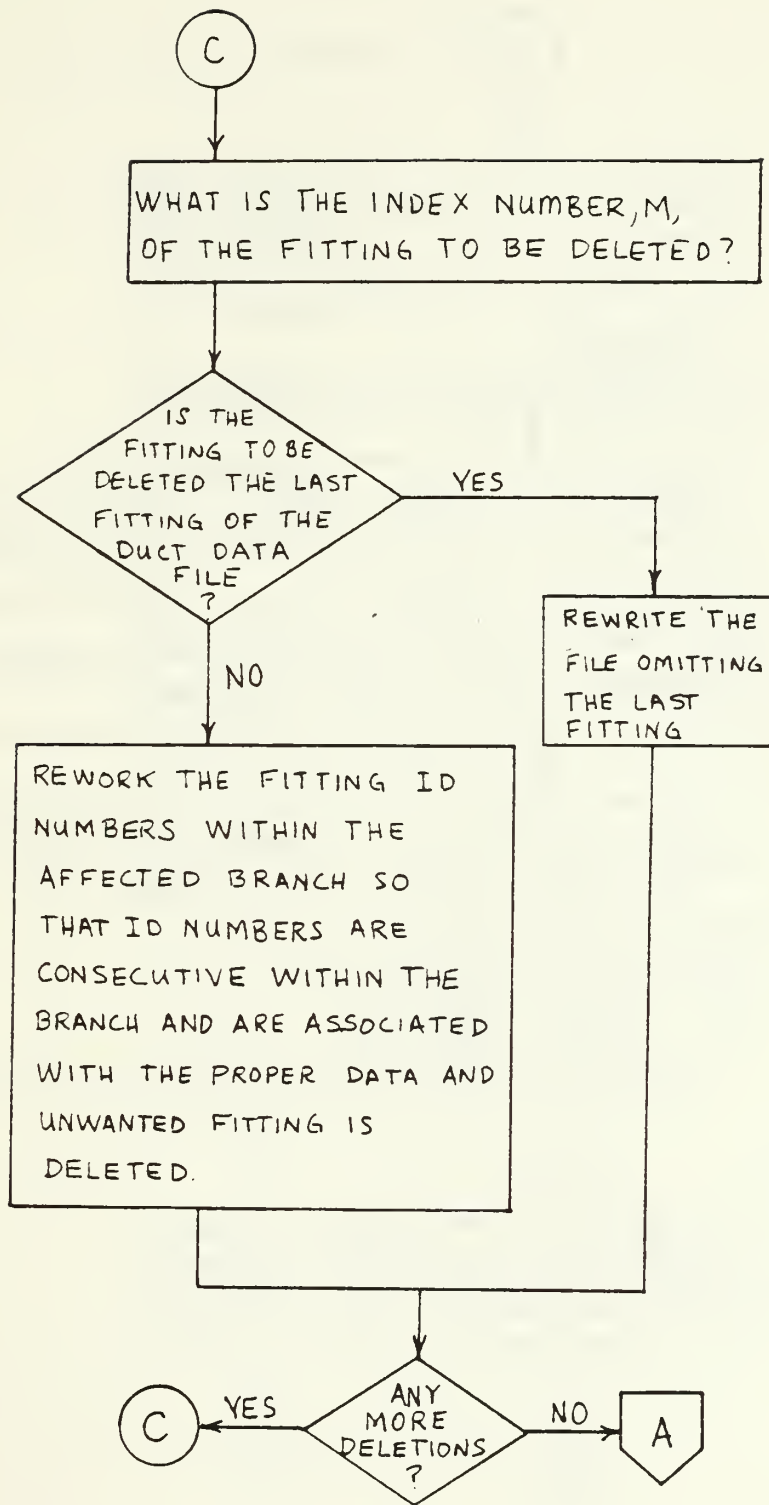 C
WHAT IS THE INDEX NUMBER, M,
OF THE FITTING TO BE DELETED?
IS THE
FITTING TO BE
DELETED THE LAST
FITTING OF THE
DUCT DATA
FILE
?
YES
NO
REWRITE THE
FILE OMITTING
THE LAST
FITTING
REWORK THE FITTING ID
NUMBERS WITHIN THE
AFFECTED BRANCH SO
THAT ID NUMBERS ARE
CONSECUTIVE WITHIN THE
BRANCH AND ARE ASSOCIATED
WITH THE PROPER DATA AND
UNWANTED FITTING IS
DELETED.
ANY
MORE
DELETIONS
?
YES
C
NO
A